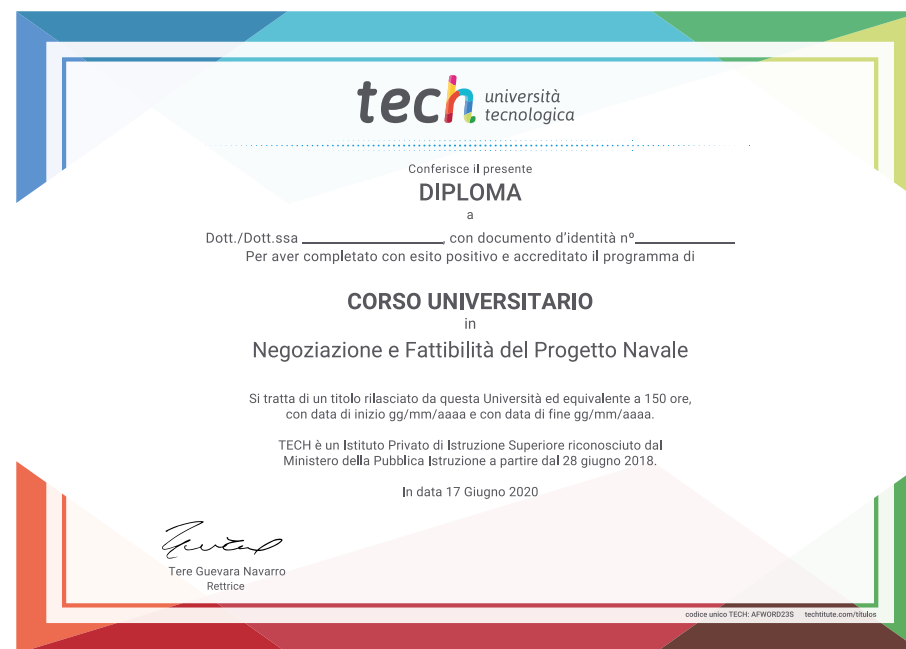 tech università
tecnologica
Conferisce il presente
DIPLOMA
a
Dott./Dott.ssa ____________________, con documento d'identità nº______________
Per aver completato con esito positivo e accreditato il programma di
CORSO UNIVERSITARIO
in
Negoziazione e Fattibilità del Progetto Navale
Si tratta di un titolo rilasciato da questa Università ed equivalente a 150 ore,
con data di inizio gg/mm/aaaa e con data di fine gg/mm/aaaa.
TECH è un Istituto Privato di Istruzione Superiore riconosciuto dal
Ministero della Pubblica Istruzione a partire dal 28 giugno 2018.
In data 17 Giugno 2020
Tere Guevara Navarro
Rettrice
codice unico TECH: AFWORD23S techtitute.com/titulos